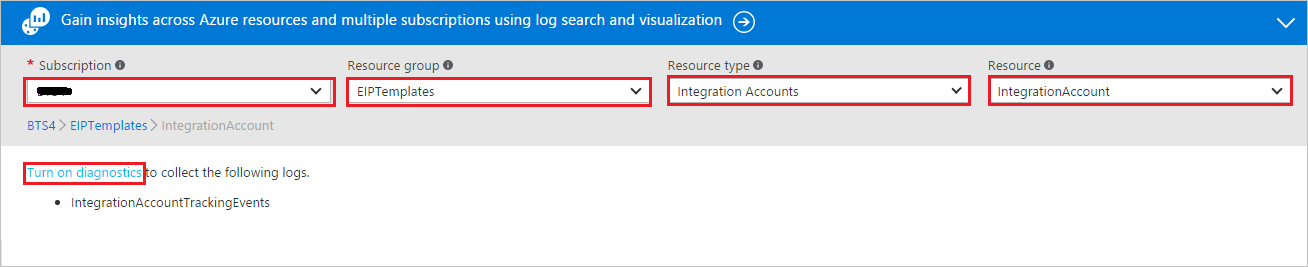 Gain insights across Azure resources and multiple subscriptions using log search and visualization
* Subscription Resource group Resource type Resource
EIPTemplates Integration Accounts IntegrationAccount
BTS4 > EIPTemplates > IntegrationAccount
Turn on diagnostics to collect the following logs.
• IntegrationAccountTrackingEvents